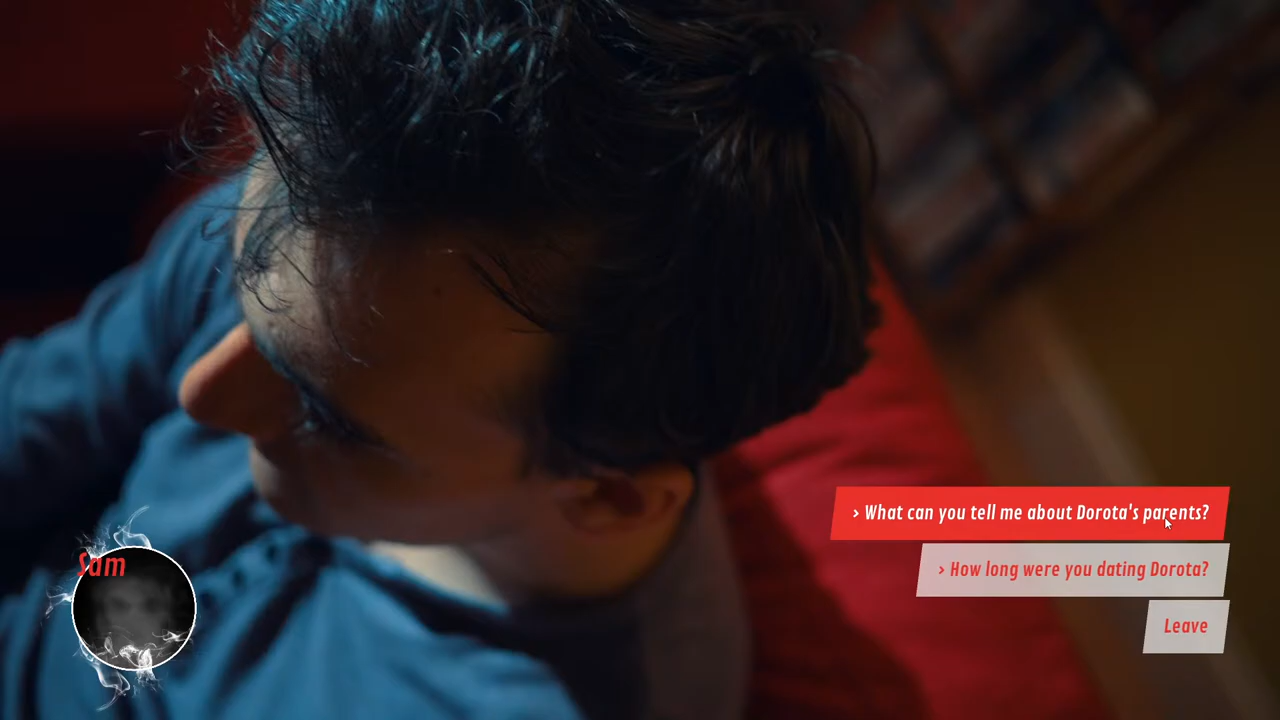 > What can you tell me about Dorota's parents?
> How long were you dating Dorota?
Sam
Leave